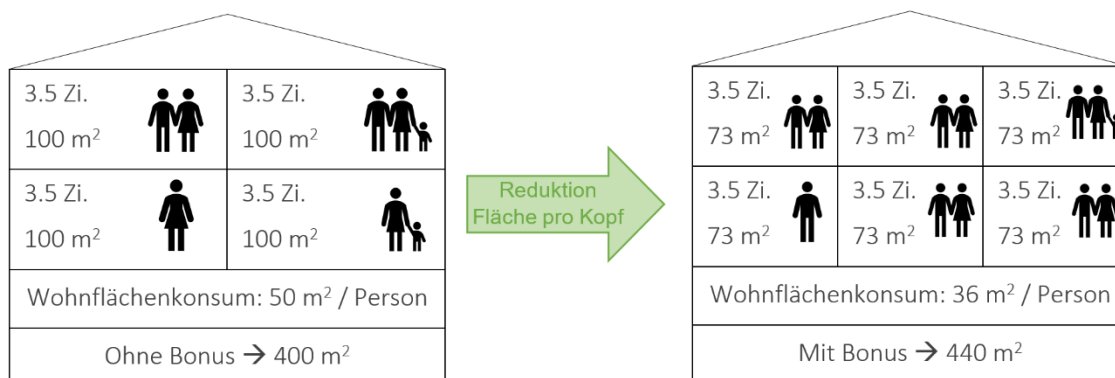 3.5 Zi.
100 m²
3.5 Zi.
100 m²
3.5 Zi.
100 m²
3.5 Zi.
100 m²
Wohnflächenkonsum: 50 m² / Person
Ohne Bonus → 400 m²
Reduktion
Fläche pro Kopf
3.5 Zi.
73 m²
3.5 Zi.
73 m²
3.5 Zi.
73 m²
3.5 Zi.
73 m²
3.5 Zi.
73 m²
3.5 Zi.
73 m²
Wohnflächenkonsum: 36 m² / Person
Mit Bonus → 440 m²